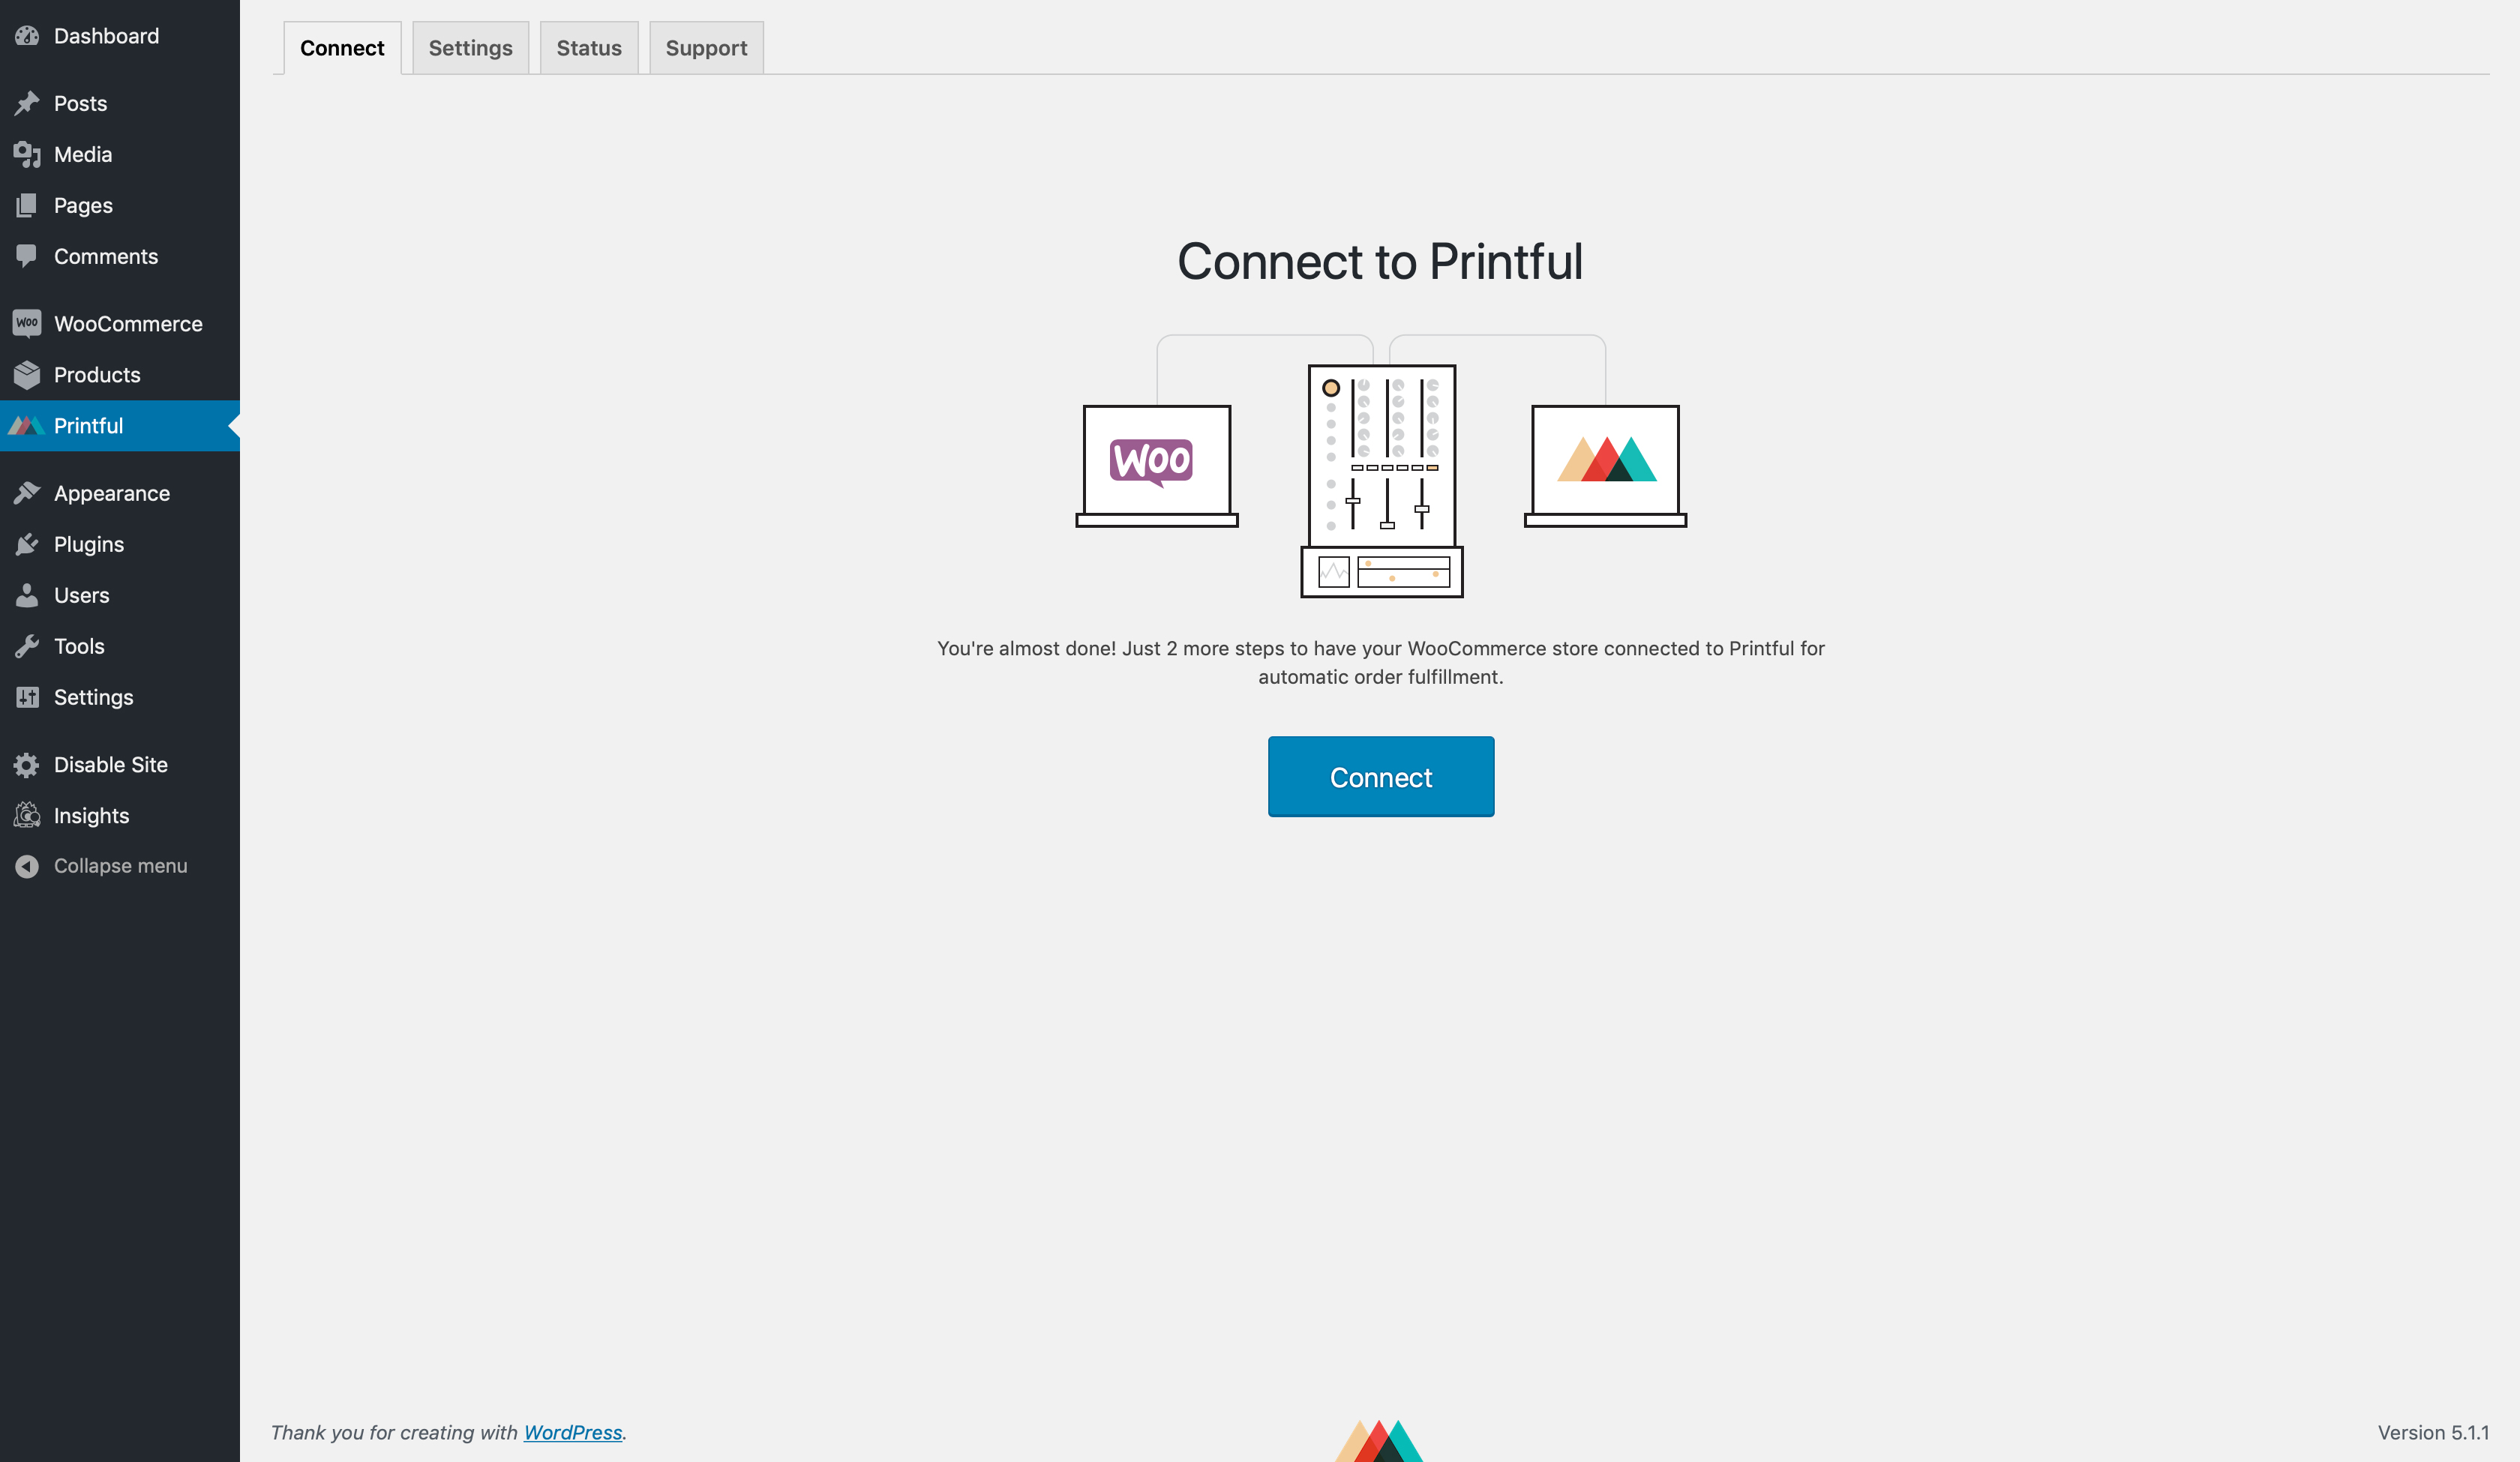 Dashboard
Posts
Media
Pages
Comments
Woo WooCommerce
Products
Printful
Appearance
Plugins
Users
Tools
Settings
Disable Site
Insights
Collapse menu
Connect Settings Status Support
Connect to Printful
Woo
You're almost done! Just 2 more steps to have your WooCommerce store connected to Printful for
automatic order fulfillment.
Connect
Thank you for creating with WordPress.
Version 5.1.1